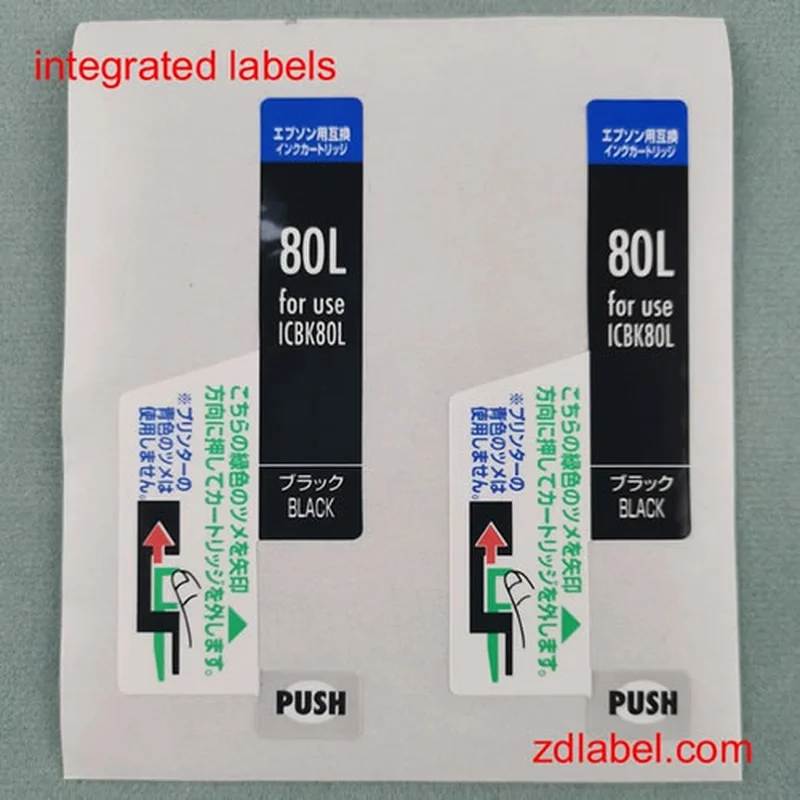 integrated labels
エプソン用互換
インクカートリッジ
80L
for use
ICBK80L
ブラック
BLACK
こちらの緑色のツメを矢印
方向に押してカートリッジを外します。
※プリンターの
青色のツメは
使用しません。
PUSH
エプソン用互換
インクカートリッジ
80L
for use
ICBK80L
ブラック
BLACK
こちらの緑色のツメを矢印
方向に押してカートリッジを外します。
※プリンターの
青色のツメは
使用しません。
PUSH
zdlabel.com